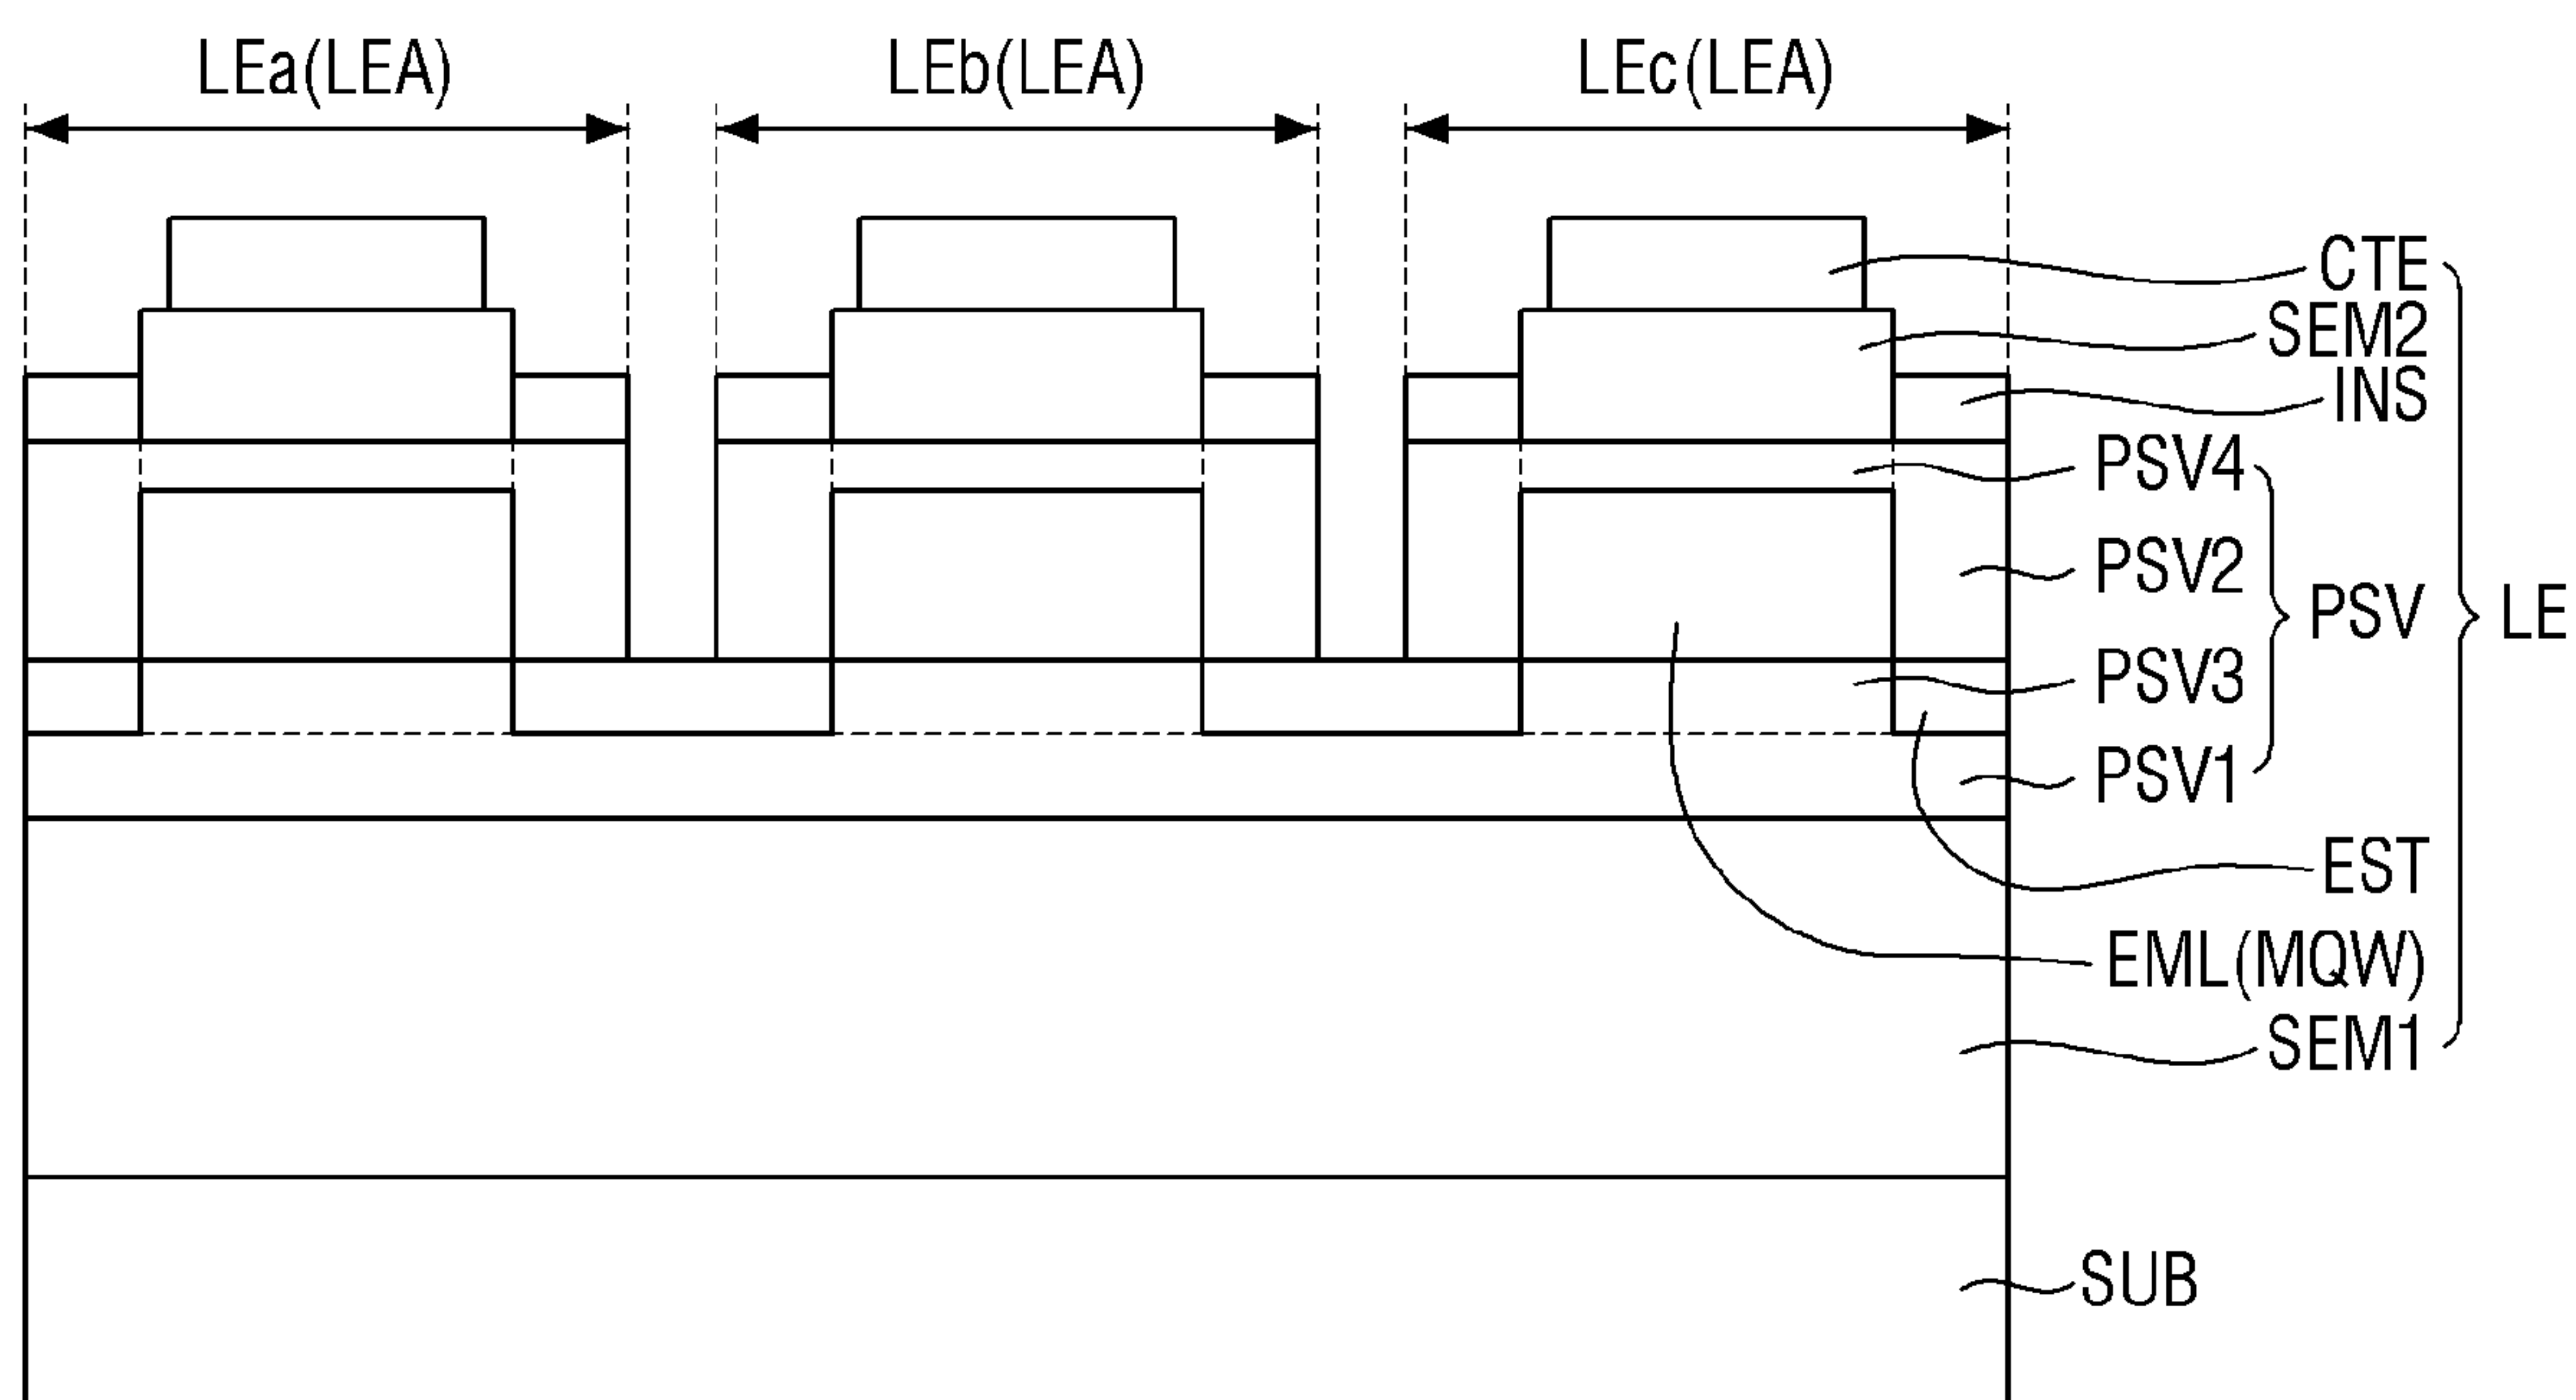 LEa(LEA)
LEb(LEA)
LEc(LEA)
CTE
SEM2
INS
PSV4
PSV2
PSV
LE
PSV3
PSV1
EST
EML(MQW)
SEM1
SUB